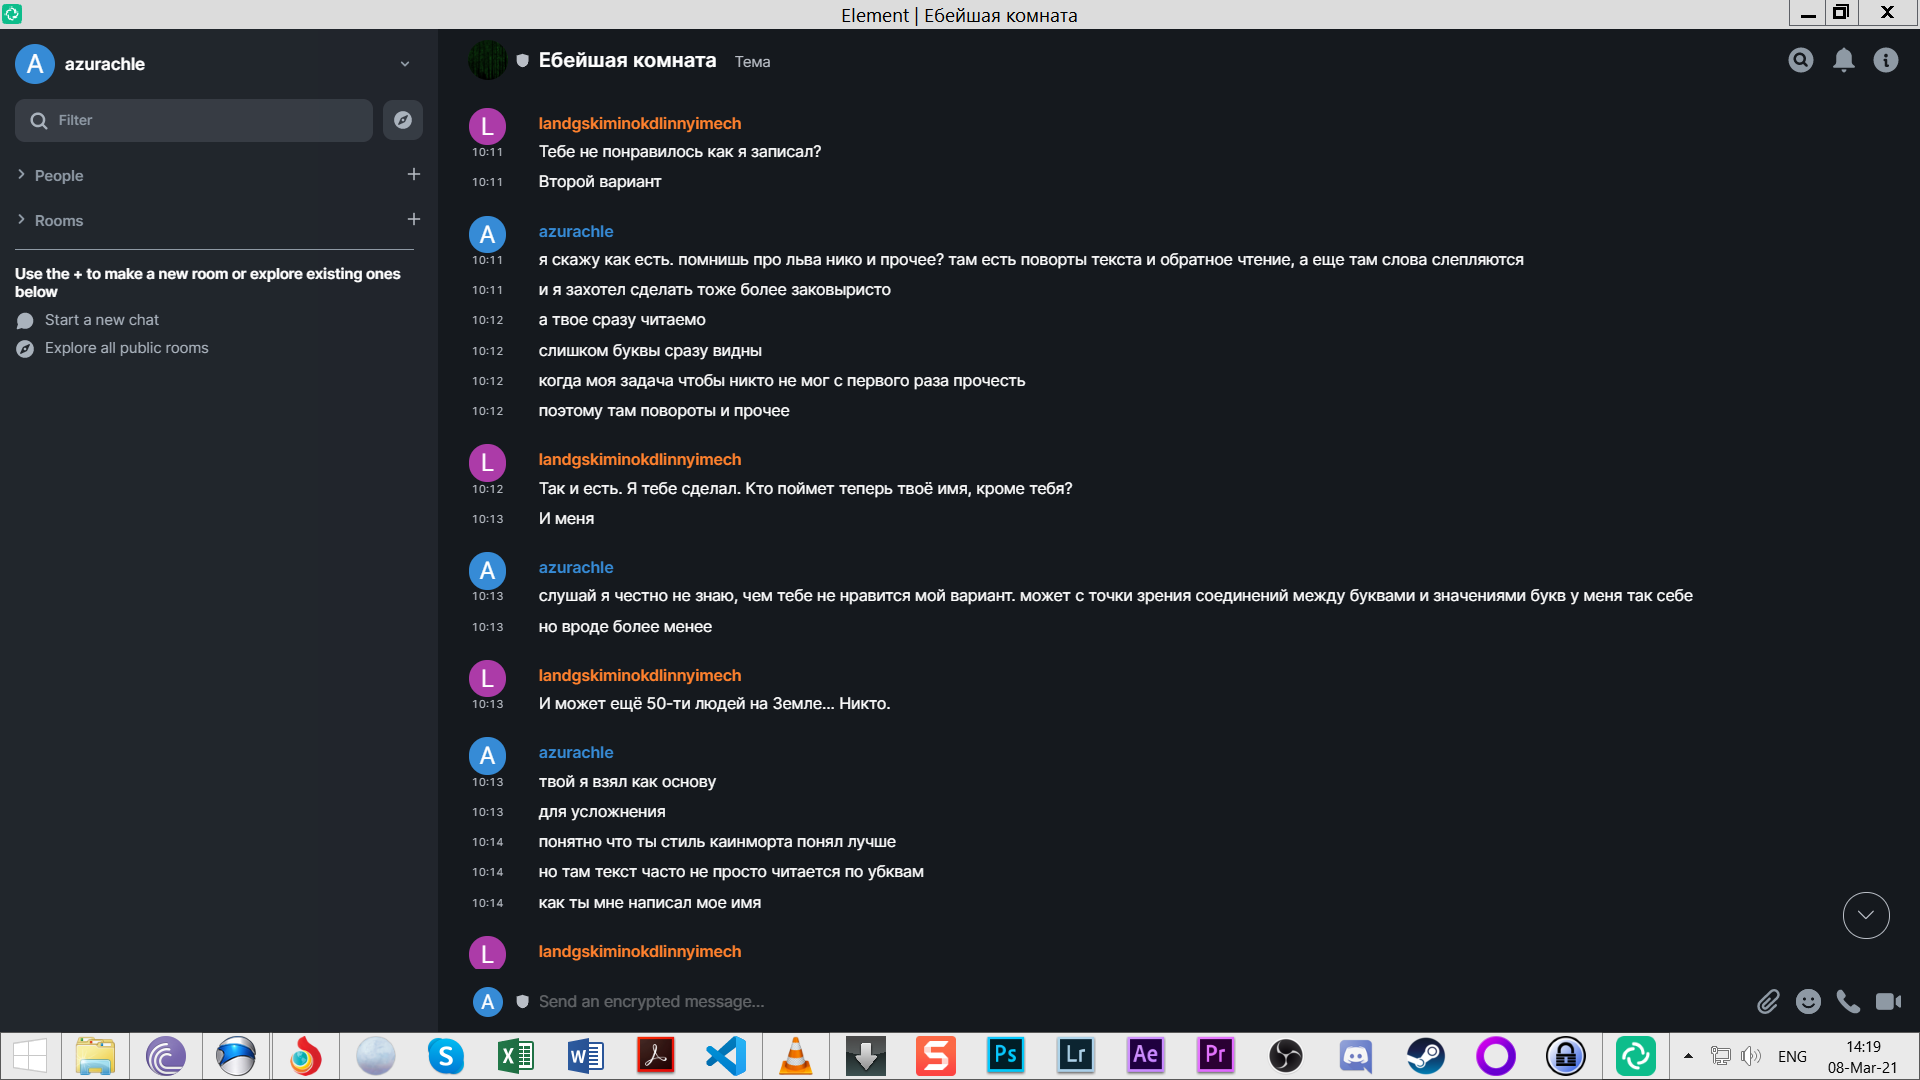 Element | Ебейшая комната
A azurachle
Filter
People
Rooms
Use the + to make a new room or explore existing ones
below
Start a new chat
Explore all public rooms
Ебейшая комната Тема
L landgskiminokdlinnyimech
10:11 Тебе не понравилось как я записал?
10:11 Второй вариант
A azurachle
10:11 я скажу как есть. помнишь про льва нико и прочее? там есть поворты текста и обратное чтение, а еще там слова слепляются
10:11 и я захотел сделать тоже более заковыристо
10:12 а твое сразу читаемо
10:12 слишком буквы сразу видны
10:12 когда моя задача чтобы никто не мог с первого раза прочесть
10:12 поэтому там повороты и прочее
L landgskiminokdlinnyimech
10:12 Так и есть. Я тебе сделал. Кто поймет теперь твоё имя, кроме тебя?
10:13 И меня
A azurachle
10:13 слушай я честно не знаю, чем тебе не нравится мой вариант. может с точки зрения соединений между буквами и значениями букв у меня так себе
10:13 но вроде более менее
L landgskiminokdlinnyimech
10:13 И может ещё 50-ти людей на Земле... Никто.
A azurachle
10:13 твой я взял как основу
10:13 для усложнения
10:14 понятно что ты стиль каинморта понял лучше
10:14 но там текст часто не просто читается по убквам
10:14 как ты мне написал мое имя
L landgskiminokdlinnyimech
A Send an encrypted message...
S Ps Lr Ae Pr
ENG
14:19
08-Mar-21